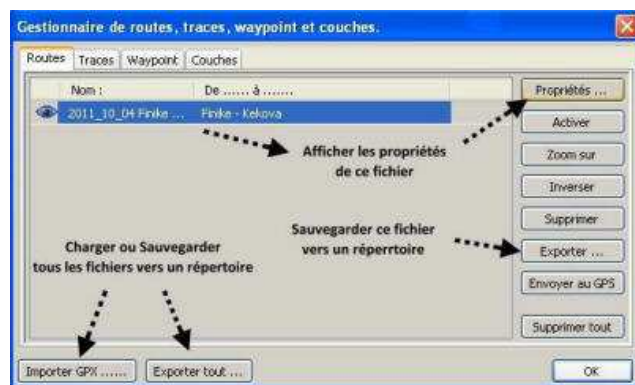 Gestionnaire de routes, traces, waypoint et couches.
Routes Traces Waypoint Couches
Nom : De ...... à .......
2011_10_04 Finike ... Finike - Kekova
Propriétés ...
Activer
Zoom sur
Inverser
Supprimer
Exporter ...
Envoyer au GPS
Supprimer tout
Afficher les propriétés
de ce fichier
Sauvegarder ce fichier
vers un réperrtoire
Charger ou Sauvegarder
tous les fichiers vers un répertoire
Importer GPX ...... Exporter tout ... OK